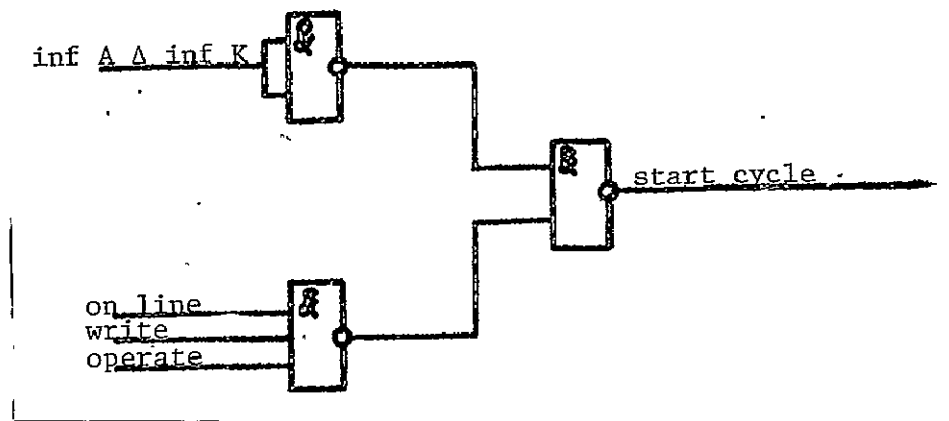 &
inf A Δ inf K
&
start cycle
&
on line
write
operate